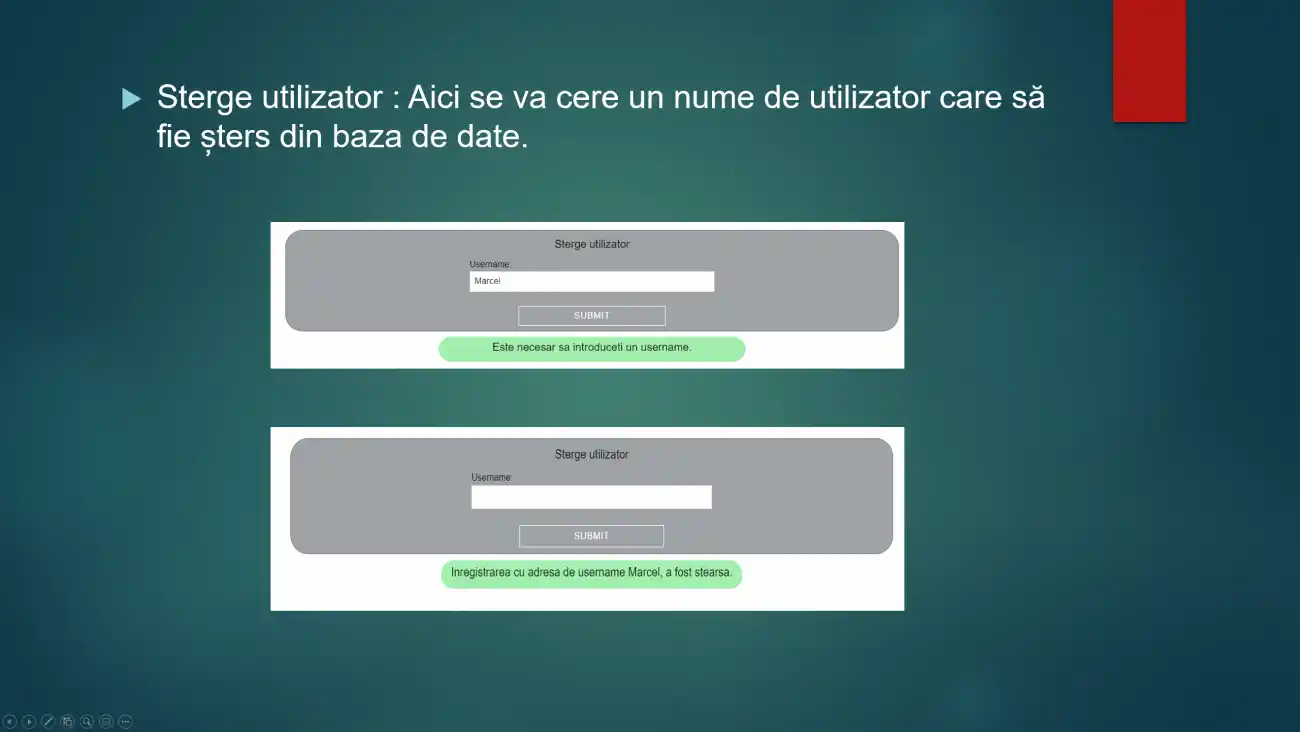 Sterge utilizator : Aici se va cere un nume de utilizator care să
fie șters din baza de date.
Sterge utilizator
Username:
Marcel
SUBMIT
Este necesar sa introduceti un username.
Sterge utilizator
Username:
SUBMIT
Inregistrarea cu adresa de username Marcel, a fost stearsa.